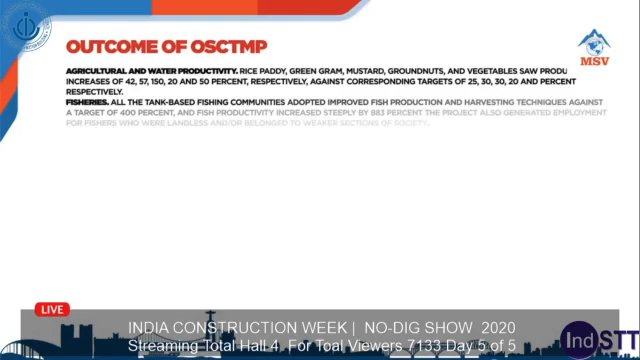 OUTCOME OF OSCTMP
MSV
AGRICULTURAL AND WATER PRODUCTIVITY. RICE PADDY, GREEN GRAM, MUSTARD, GROUNDNUTS, AND VEGETABLES SAW PRODU
INCREASES OF 42, 57, 150, 20 AND 50 PERCENT, RESPECTIVELY, AGAINST CORRESPONDING TARGETS OF 25, 30, 30, 20 AND PERCENT
RESPECTIVELY.
FISHERIES. ALL THE TANK-BASED FISHING COMMUNITIES ADOPTED IMPROVED FISH PRODUCTION AND HARVESTING TECHNIQUES AGAINST
A TARGET OF 400 PERCENT, AND FISH PRODUCTIVITY INCREASED STEEPLY BY 883 PERCENT THE PROJECT ALSO GENERATED EMPLOYMENT
FOR FISHERS WHO WERE LANDLESS AND/OR BELONGED TO WEAKER SECTIONS OF SOCIETY.
LIVE
INDIA CONSTRUCTION WEEK | NO-DIG SHOW 2020
Streaming Total Hall 4 For Toal Viewers 7133 Day 5 of 5
IndSTT